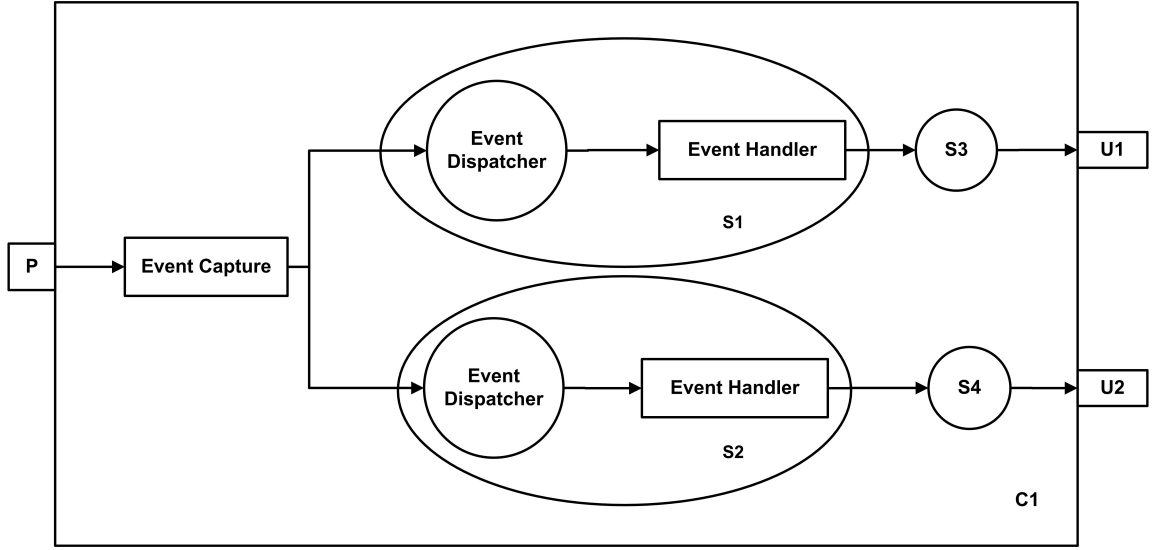 Event
Dispatcher
Event Handler
S3
U1
S1
P
Event Capture
Event
Dispatcher
Event Handler
S4
U2
S2
C1